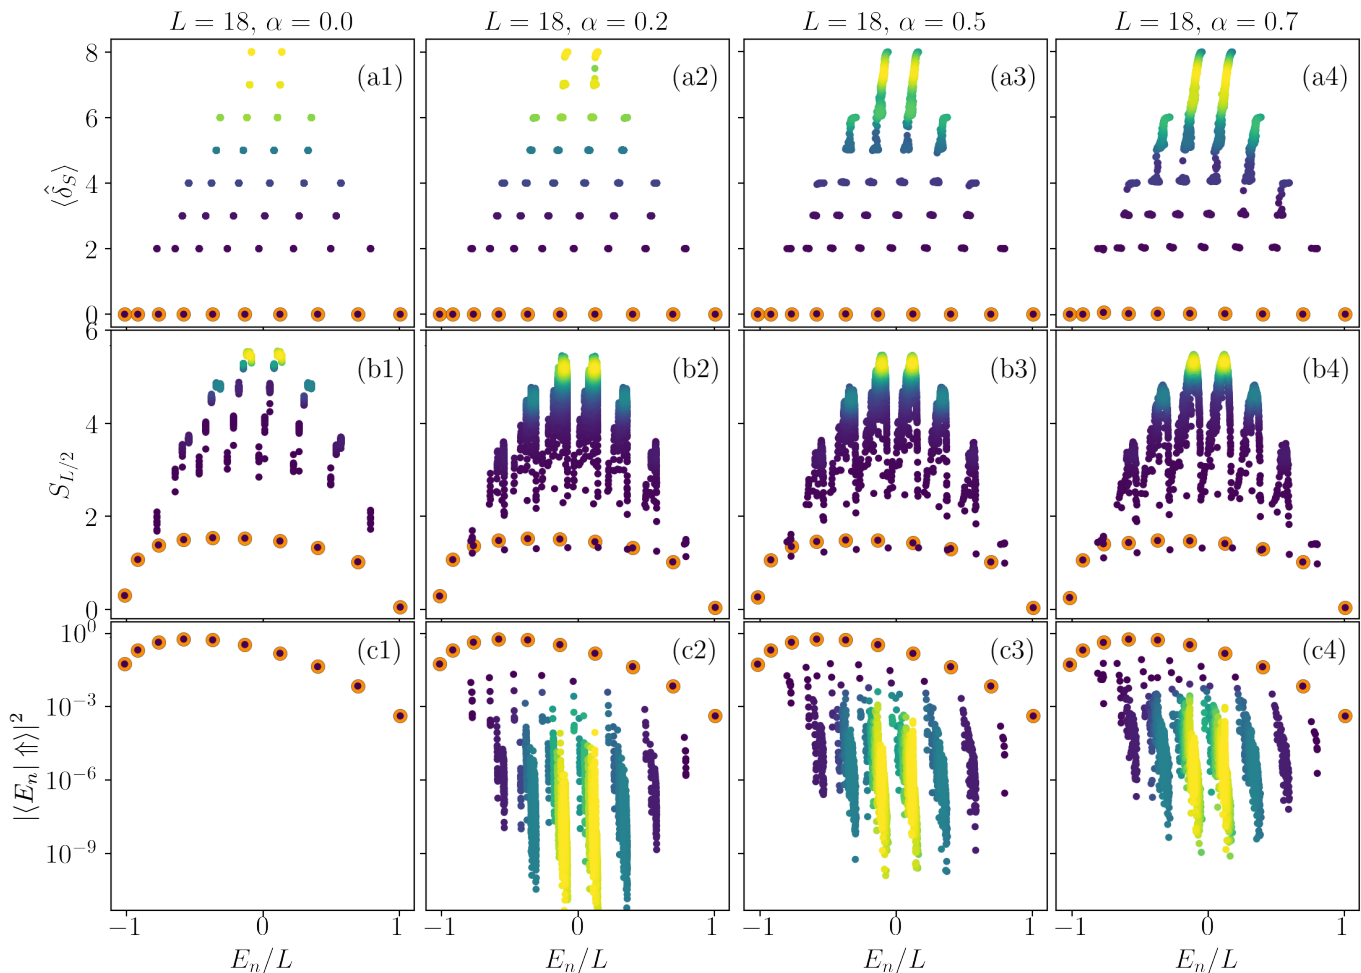 L = 18, α = 0.0
L = 18, α = 0.2
L = 18, α = 0.5
L = 18, α = 0.7
⟨δ̂_S⟩
8
6
4
2
0
(a1)
(a2)
(a3)
(a4)
S_{L/2}
6
4
2
0
(b1)
(b2)
(b3)
(b4)
|⟨E_n|⇑⟩|²
10⁰
10⁻³
10⁻⁶
10⁻⁹
(c1)
(c2)
(c3)
(c4)
−1 0 1
−1 0 1
−1 0 1
−1 0 1
E_n/L
E_n/L
E_n/L
E_n/L